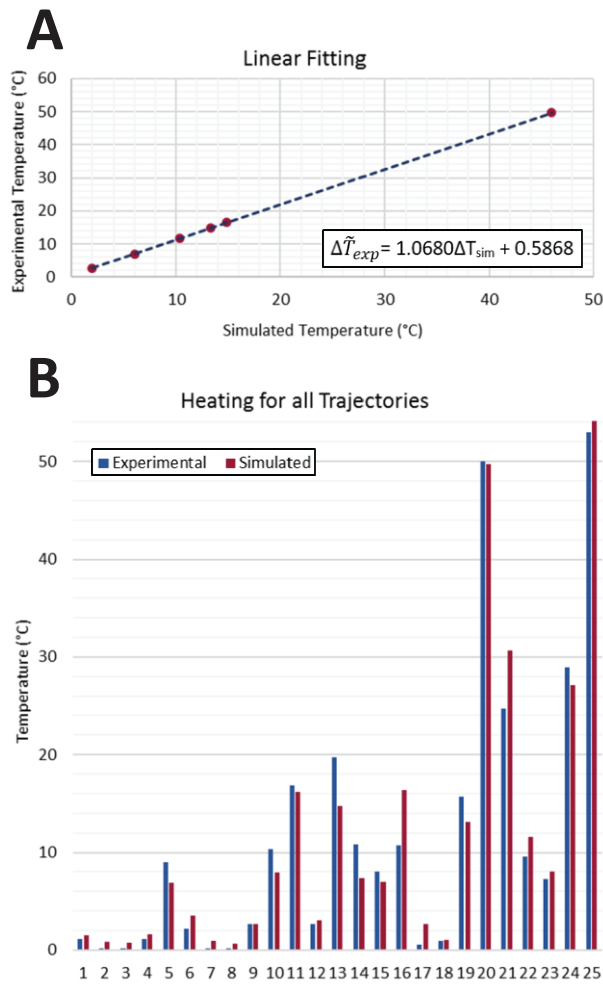 A
Linear Fitting
Experimental Temperature (°C)
60
50
40
30
20
10
0
ΔT̃exp= 1.0680ΔTsim + 0.5868
0 10 20 30 40 50
Simulated Temperature (°C)
B
Heating for all Trajectories
Experimental Simulated
Temperature (°C)
50
40
30
20
10
0
1 2 3 4 5 6 7 8 9 10 11 12 13 14 15 16 17 18 19 20 21 22 23 24 25